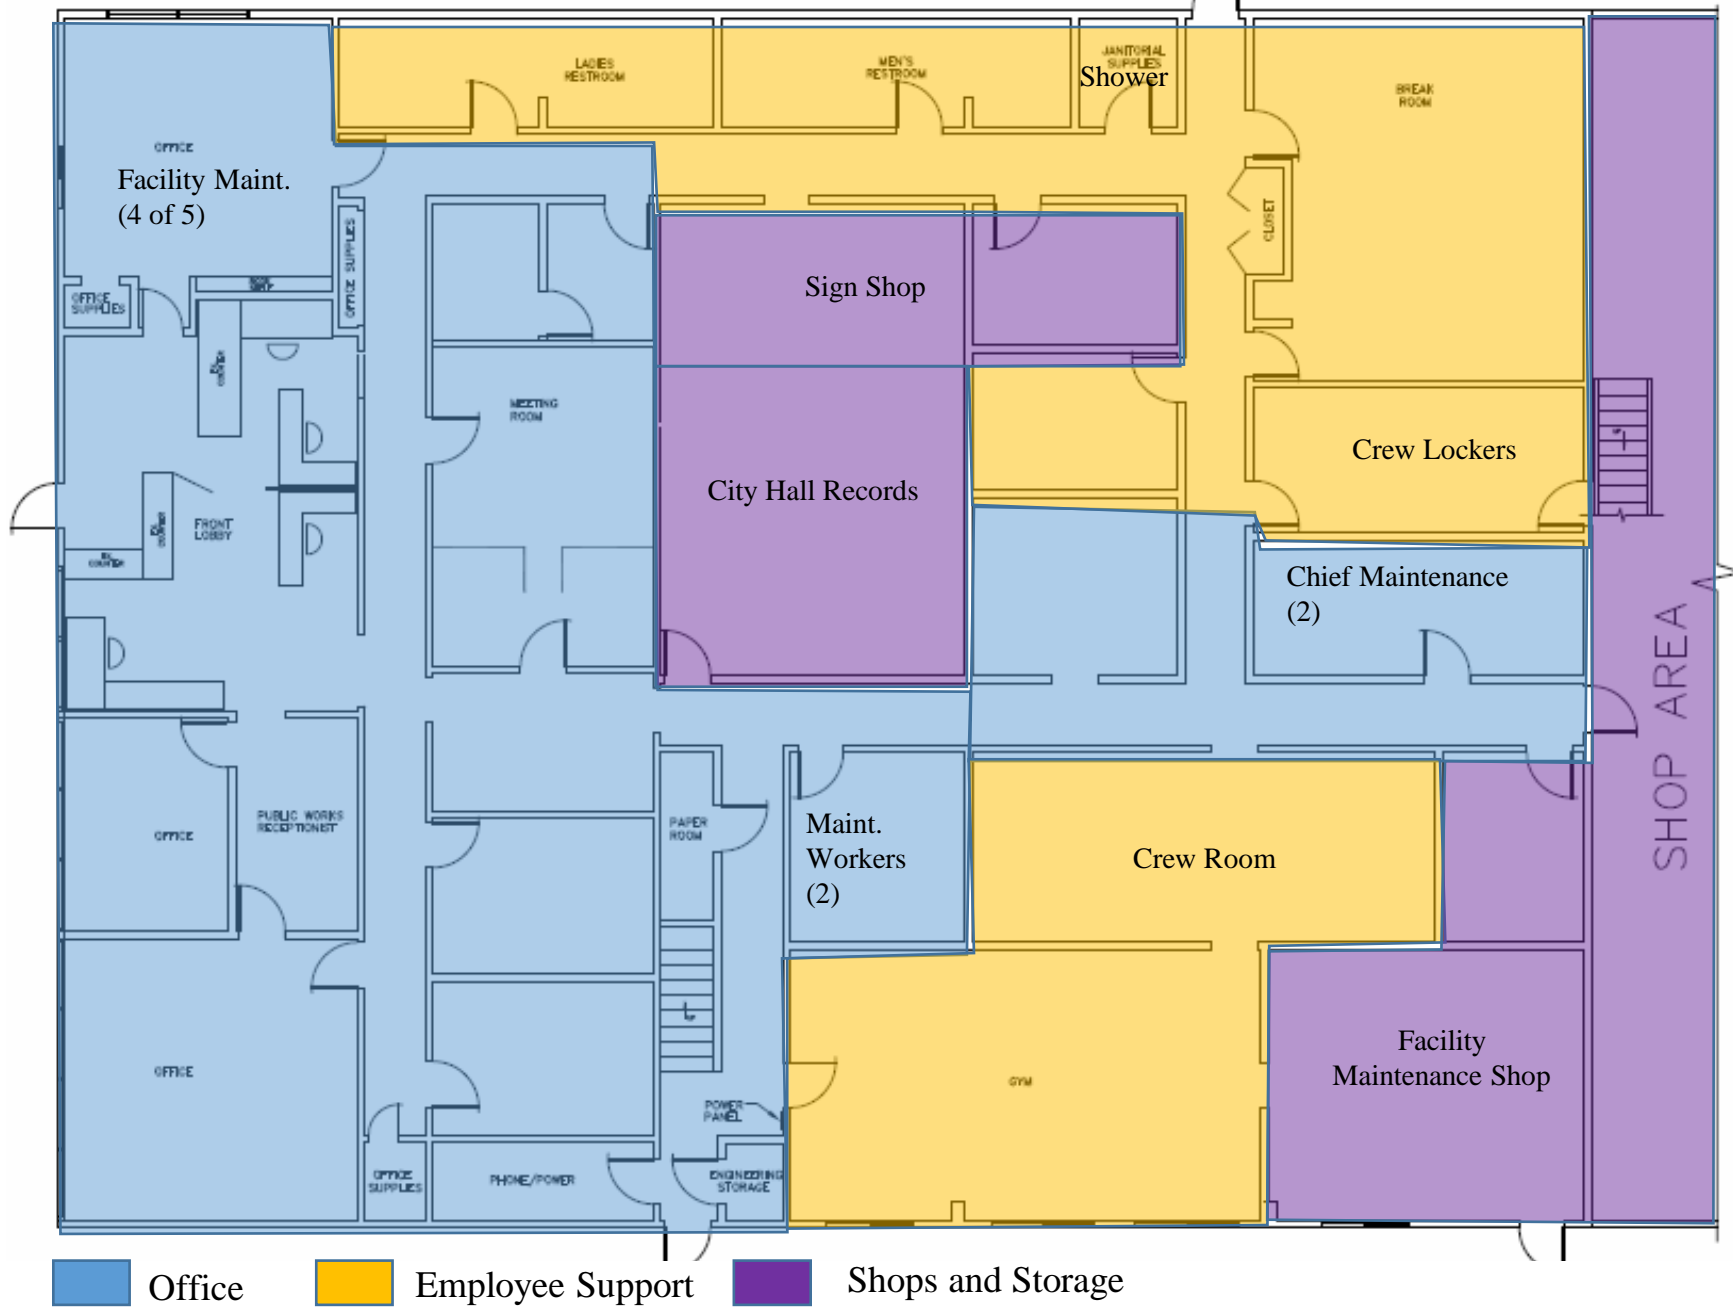 LADIES
RESTROOM
MEN'S
RESTROOM
JANITORIAL
SUPPLIES
Shower
BREAK
ROOM
OFFICE
Facility Maint.
(4 of 5)
OFFICE SUPPLIES
CLOSET
OFFICE
SUPPLIES
Sign Shop
MEETING
ROOM
Crew Lockers
City Hall Records
FRONT
LOBBY
COUNTER
Chief Maintenance
(2)
SHOP AREA
OFFICE
PUBLIC WORKS
RECEPTIONIST
PAPER
ROOM
Maint.
Workers
(2)
Crew Room
UP
OFFICE
POWER
PANEL
GYM
Facility
Maintenance Shop
OFFICE
SUPPLIES
PHONE/POWER
ENGINEERING
STORAGE
Office
Employee Support
Shops and Storage